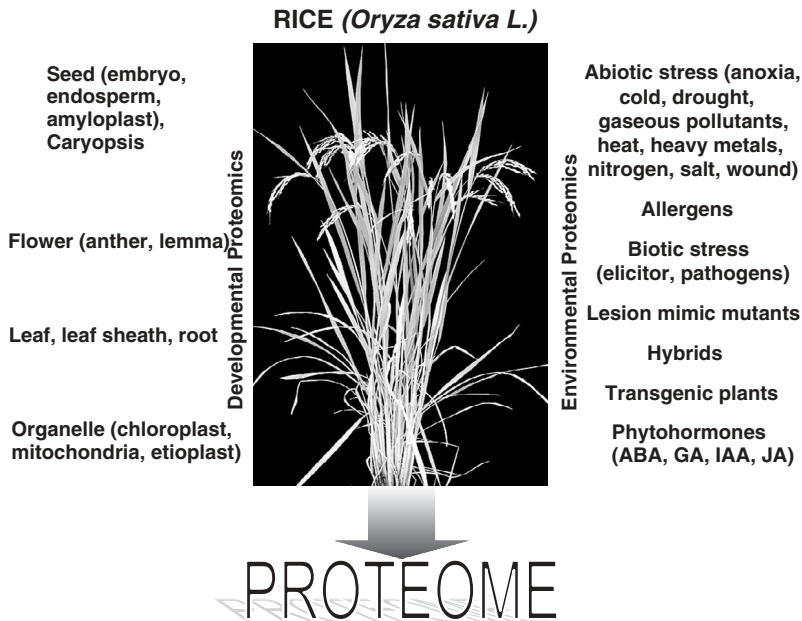 RICE (Oryza sativa L.)
Seed (embryo,
endosperm,
amyloplast),
Caryopsis
Flower (anther, lemma)
Leaf, leaf sheath, root
Organelle (chloroplast,
mitochondria, etioplast)
Developmental Proteomics
Environmental Proteomics
Abiotic stress (anoxia,
cold, drought,
gaseous pollutants,
heat, heavy metals,
nitrogen, salt, wound)
Allergens
Biotic stress
(elicitor, pathogens)
Lesion mimic mutants
Hybrids
Transgenic plants
Phytohormones
(ABA, GA, IAA, JA)
PROTEOME